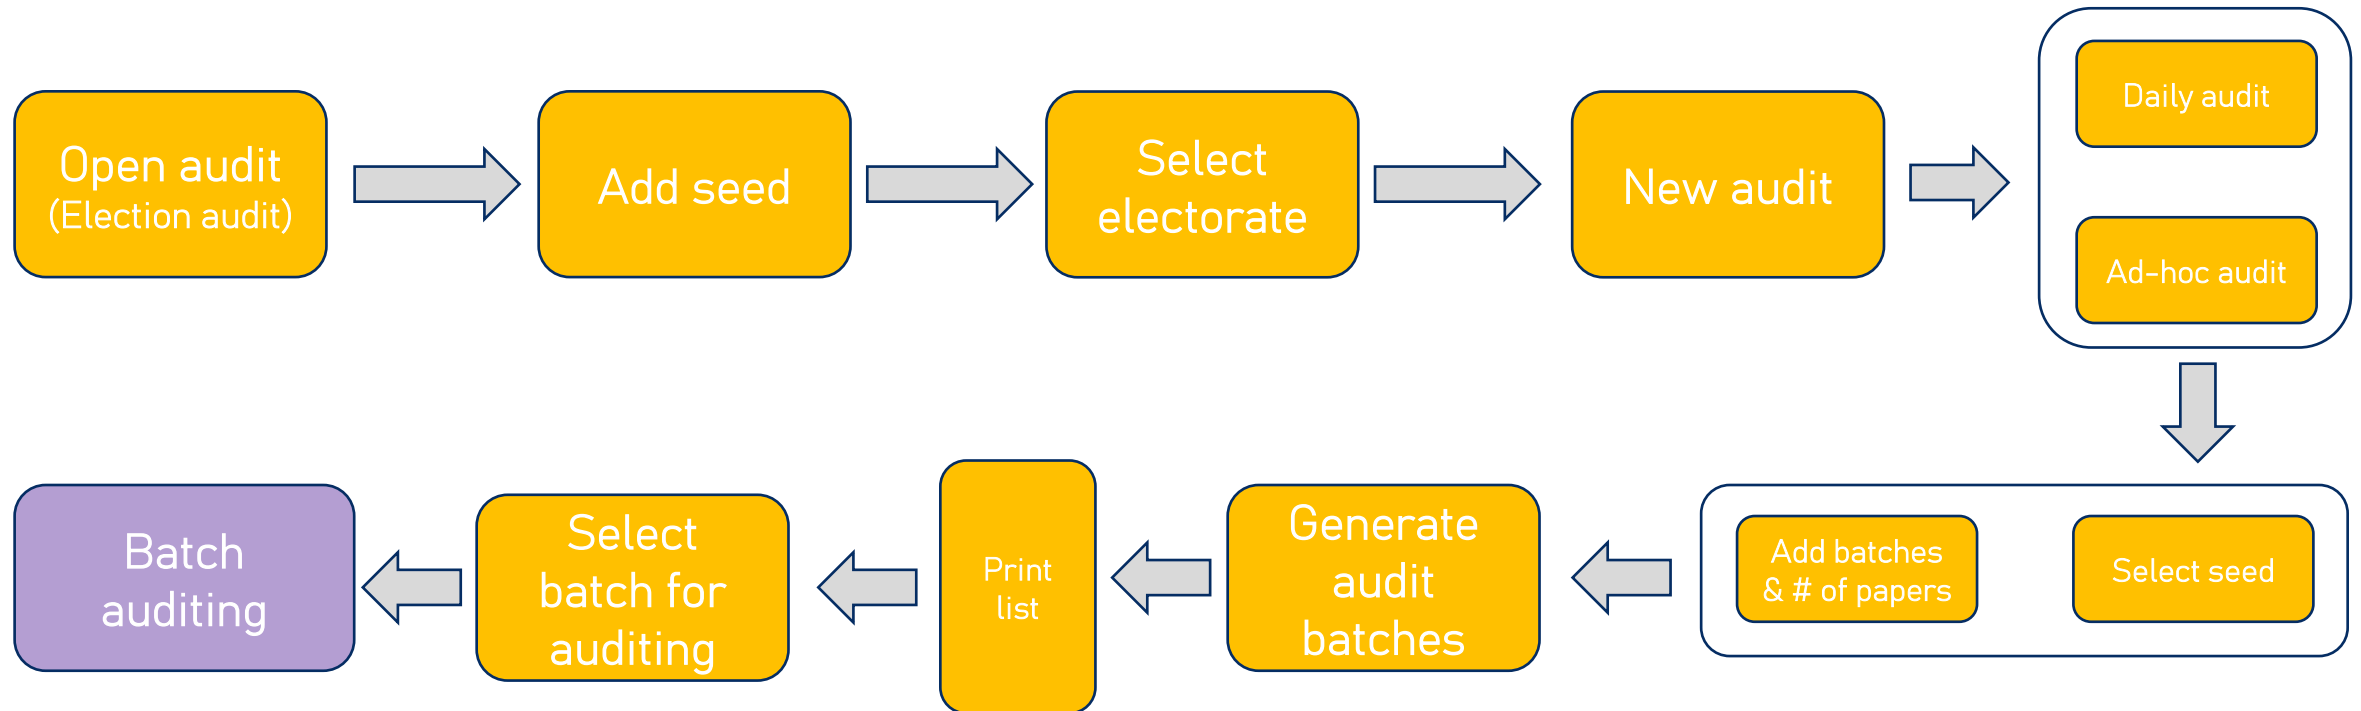 Open audit
(Election audit)
Add seed
Select
electorate
New audit
Daily audit
Ad-hoc audit
Select seed
Add batches
& # of papers
Generate
audit
batches
Print
list
Select
batch for
auditing
Batch
auditing